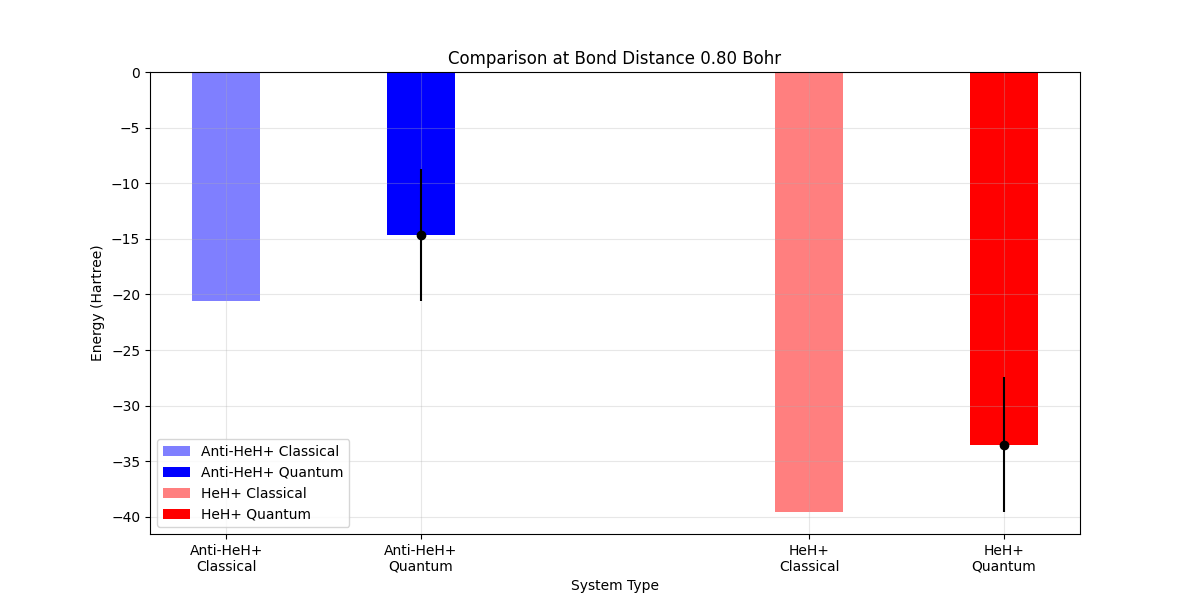 Comparison at Bond Distance 0.80 Bohr
Energy (Hartree)
0
−5
−10
−15
−20
−25
−30
−35
−40
Anti-HeH+ Classical
Anti-HeH+ Quantum
HeH+ Classical
HeH+ Quantum
Anti-HeH+
Classical
Anti-HeH+
Quantum
HeH+
Classical
HeH+
Quantum
System Type